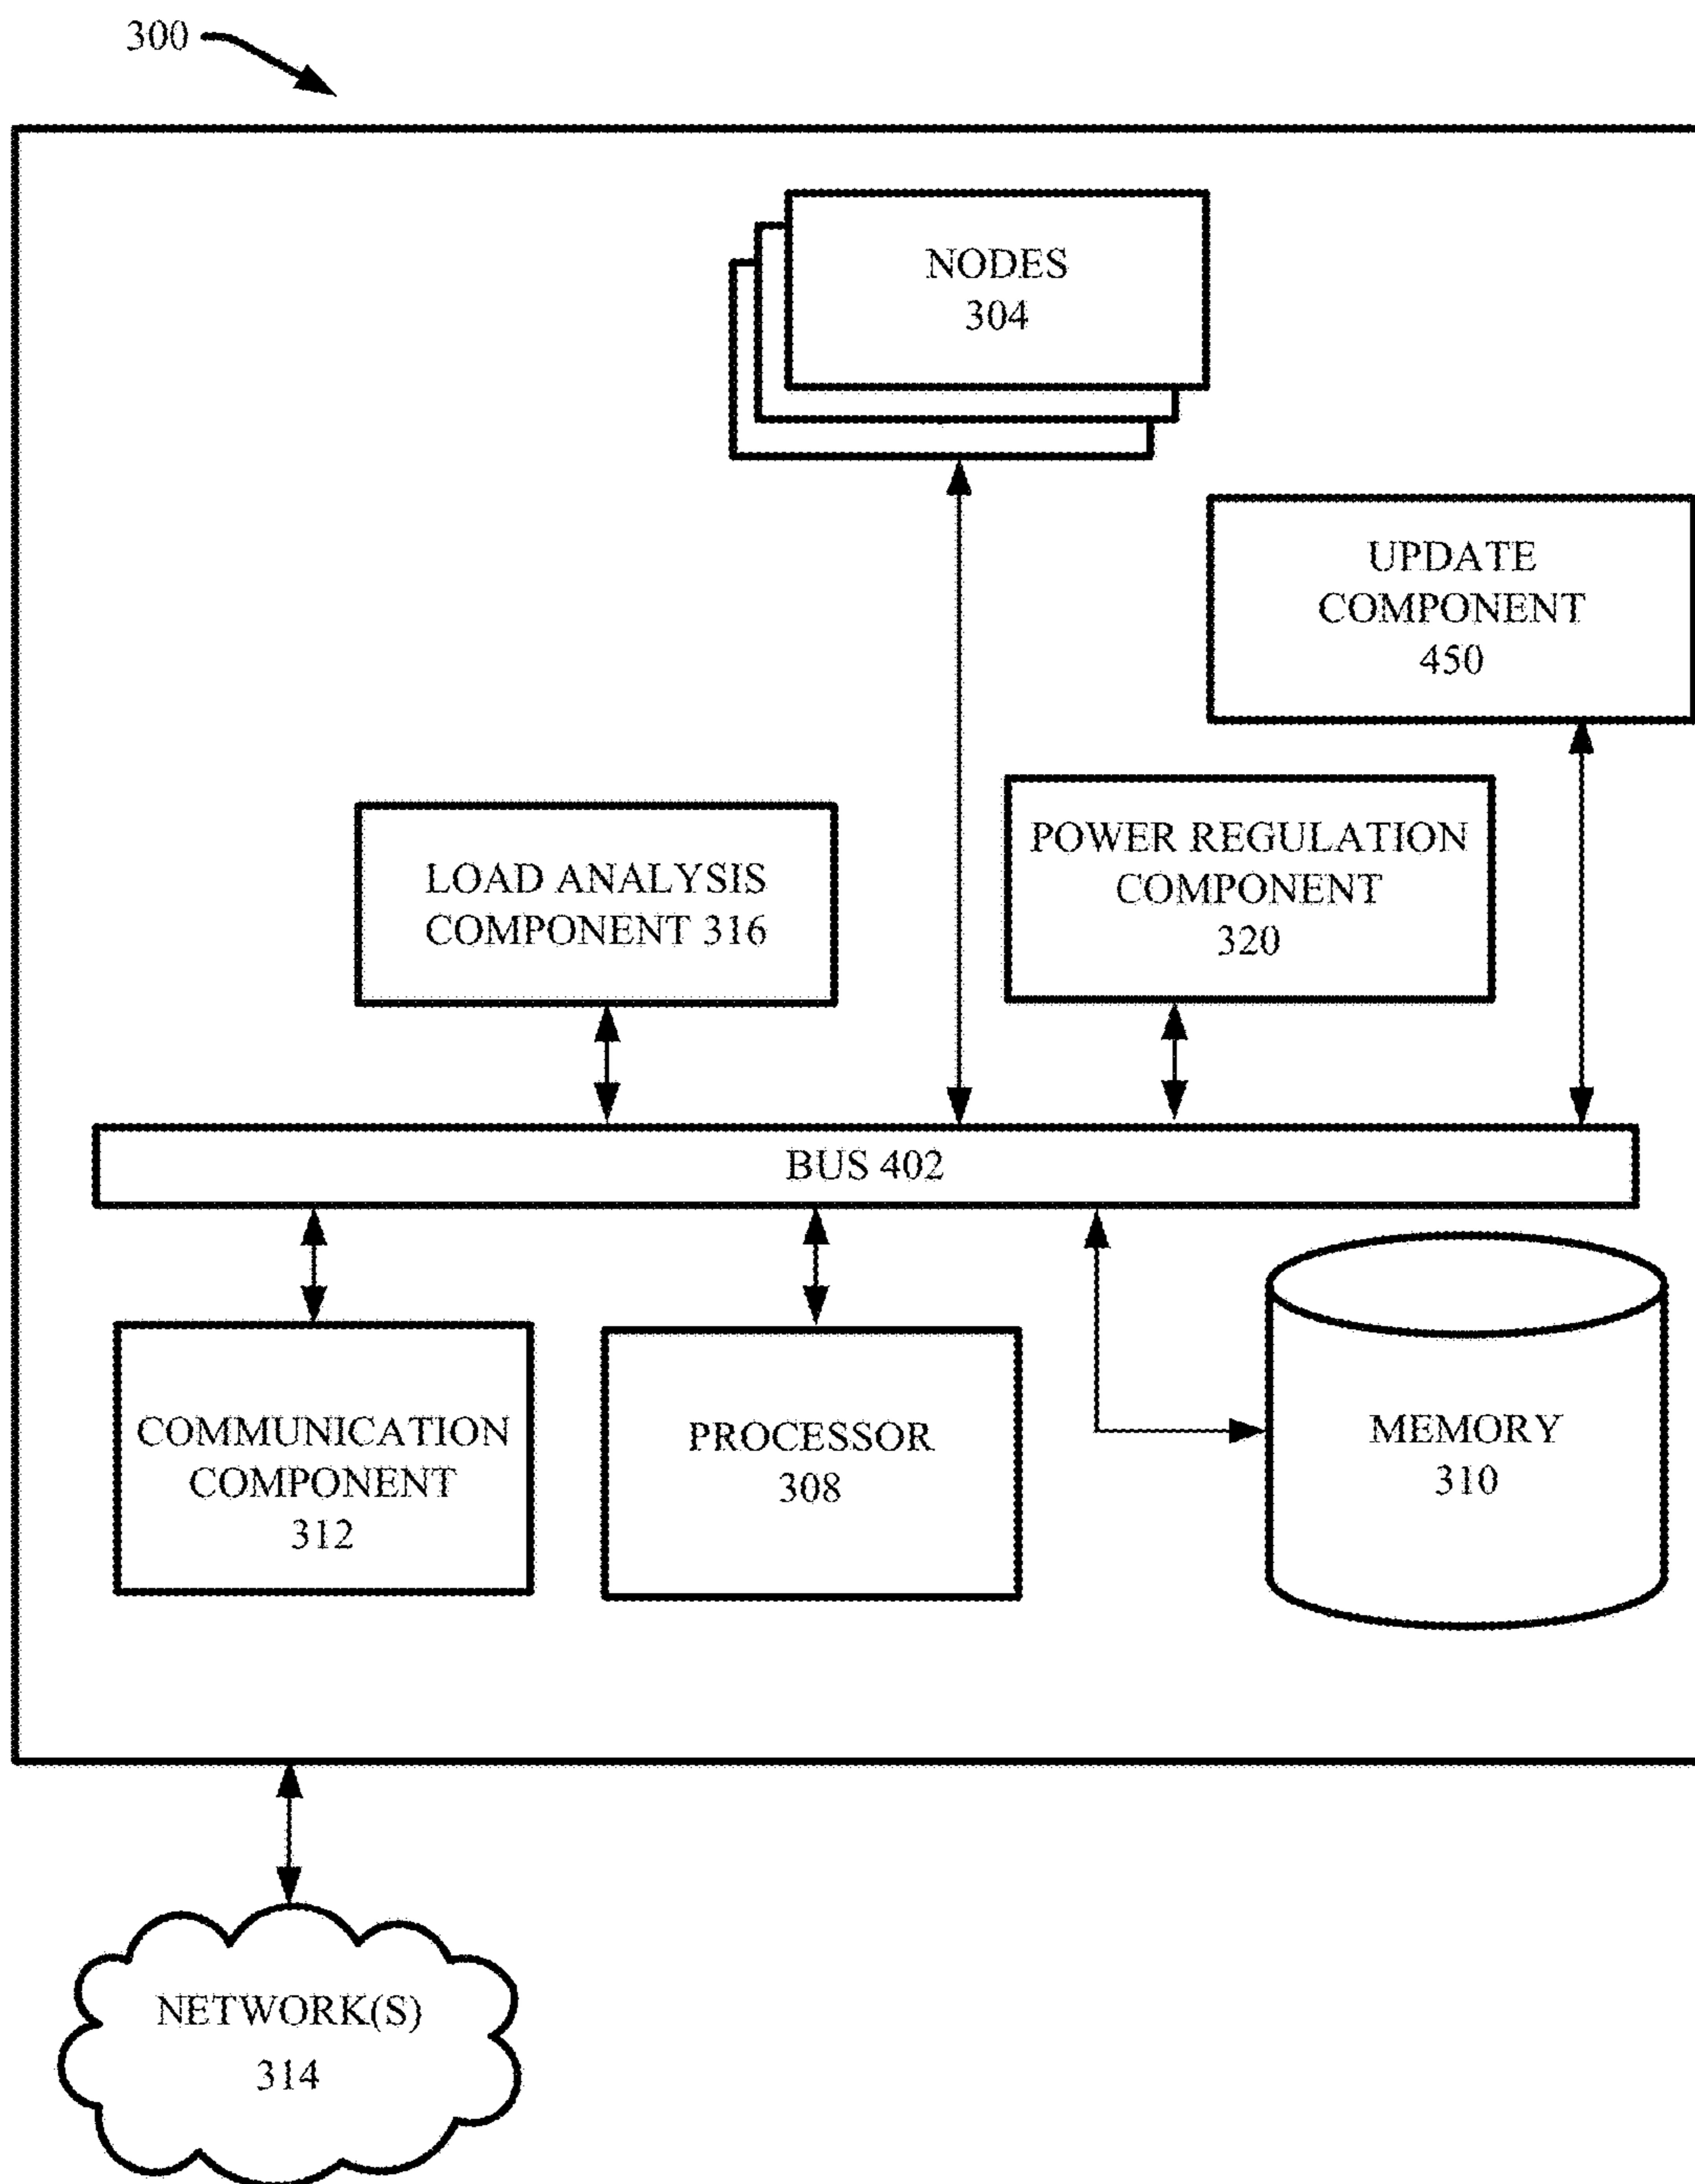 300
NODES
304
UPDATE
COMPONENT
450
POWER REGULATION
COMPONENT
320
LOAD ANALYSIS
COMPONENT 316
BUS 402
COMMUNICATION
COMPONENT
312
PROCESSOR
308
MEMORY
310
NETWORK(S)
314